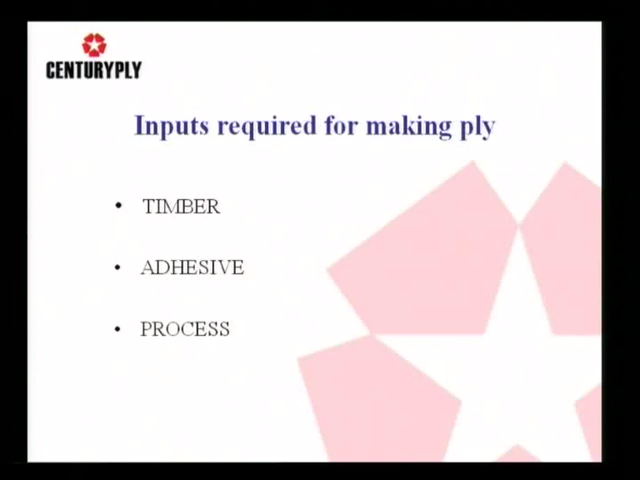 CENTURYPLY
Inputs required for making ply
• TIMBER
• ADHESIVE
• PROCESS